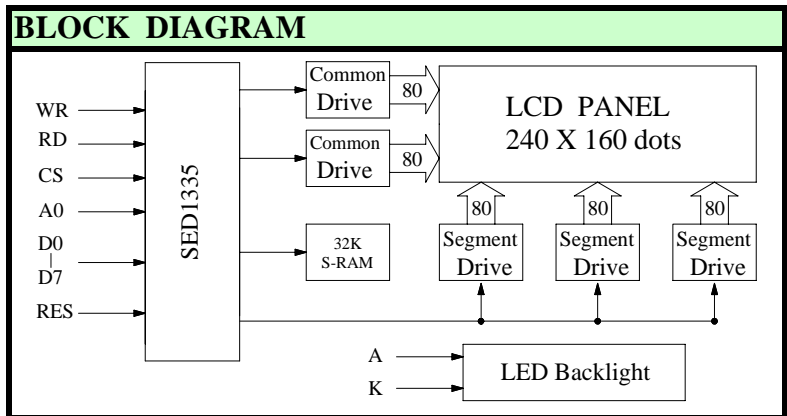 BLOCK DIAGRAM
WR
RD
CS
A0
D0
D7
RES
SED1335
Common
Drive
80
Common
Drive
80
LCD PANEL
240 X 160 dots
32K
S-RAM
80
80
80
Segment
Drive
Segment
Drive
Segment
Drive
A
K
LED Backlight